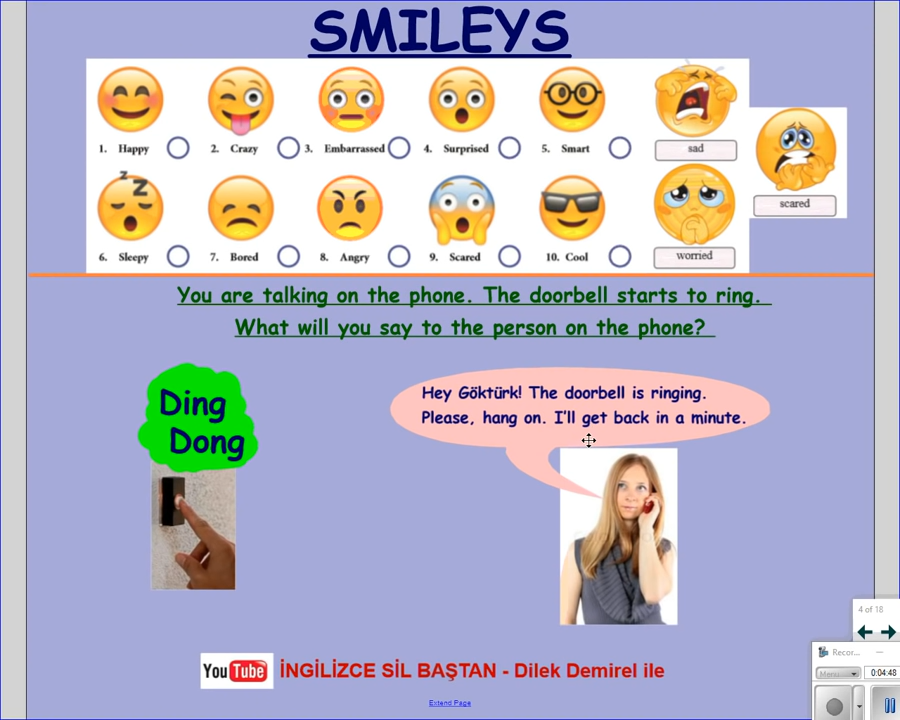 SMILEYS
1. Happy
2. Crazy
3. Embarrassed
4. Surprised
5. Smart
sad
scared
z Z
6. Sleepy
7. Bored
8. Angry
9. Scared
10. Cool
worried
You are talking on the phone. The doorbell starts to ring.
What will you say to the person on the phone?
Ding
Dong
Hey Göktürk! The doorbell is ringing.
Please, hang on. I'll get back in a minute.
4 of 18
YouTube İNGİLİZCE SİL BAŞTAN - Dilek Demirel ile
Recor...
Menu
0:04:48
Extend Page